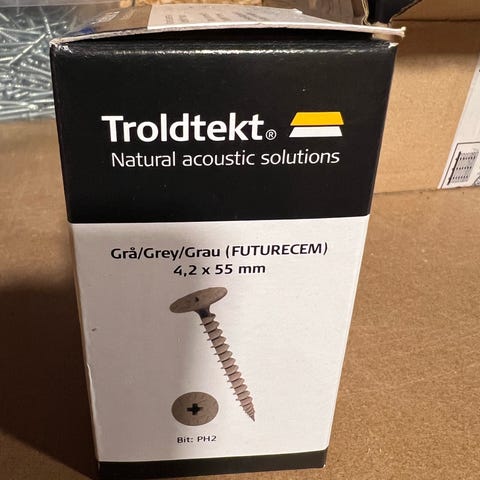 Troldtekt®
Natural acoustic solutions
Grå/Grey/Grau (FUTURECEM)
4,2 x 55 mm
Bit: PH2